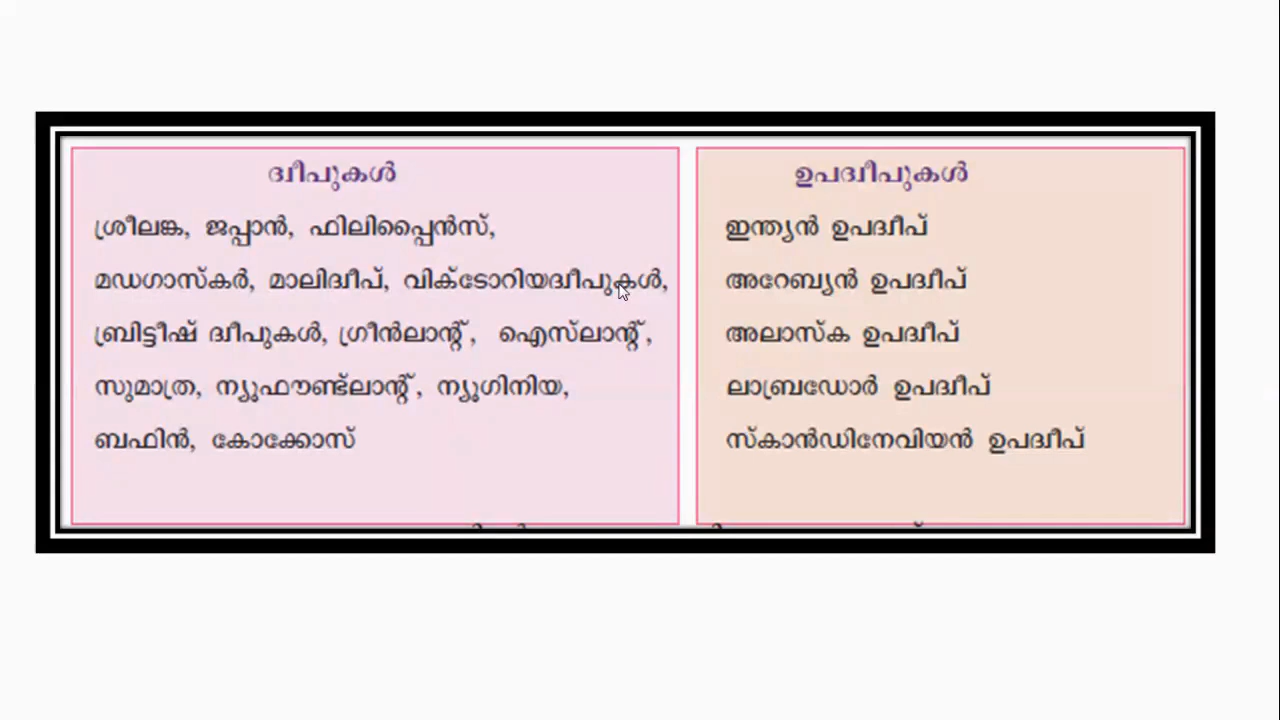 ദ്വീപുകൾ
ശ്രീലങ്ക, ജപ്പാൻ, ഫിലിപ്പൈൻസ്,
മഡഗാസ്കർ, മാലിദ്വീപ്, വിക്ടോറിയദ്വീപുകൾ,
ബ്രിട്ടീഷ് ദ്വീപുകൾ, ഗ്രീൻലാന്റ്, ഐസ്‌ലാന്റ്,
സുമാത്ര, ന്യൂഫൗണ്ട്ലാന്റ്, ന്യൂഗിനിയ,
ബഫിൻ, കോക്കോസ്
ഉപദ്വീപുകൾ
ഇന്ത്യൻ ഉപദ്വീപ്
അറേബ്യൻ ഉപദ്വീപ്
അലാസ്ക ഉപദ്വീപ്
ലാബ്രഡോർ ഉപദ്വീപ്
സ്കാൻഡിനേവിയൻ ഉപദ്വീപ്